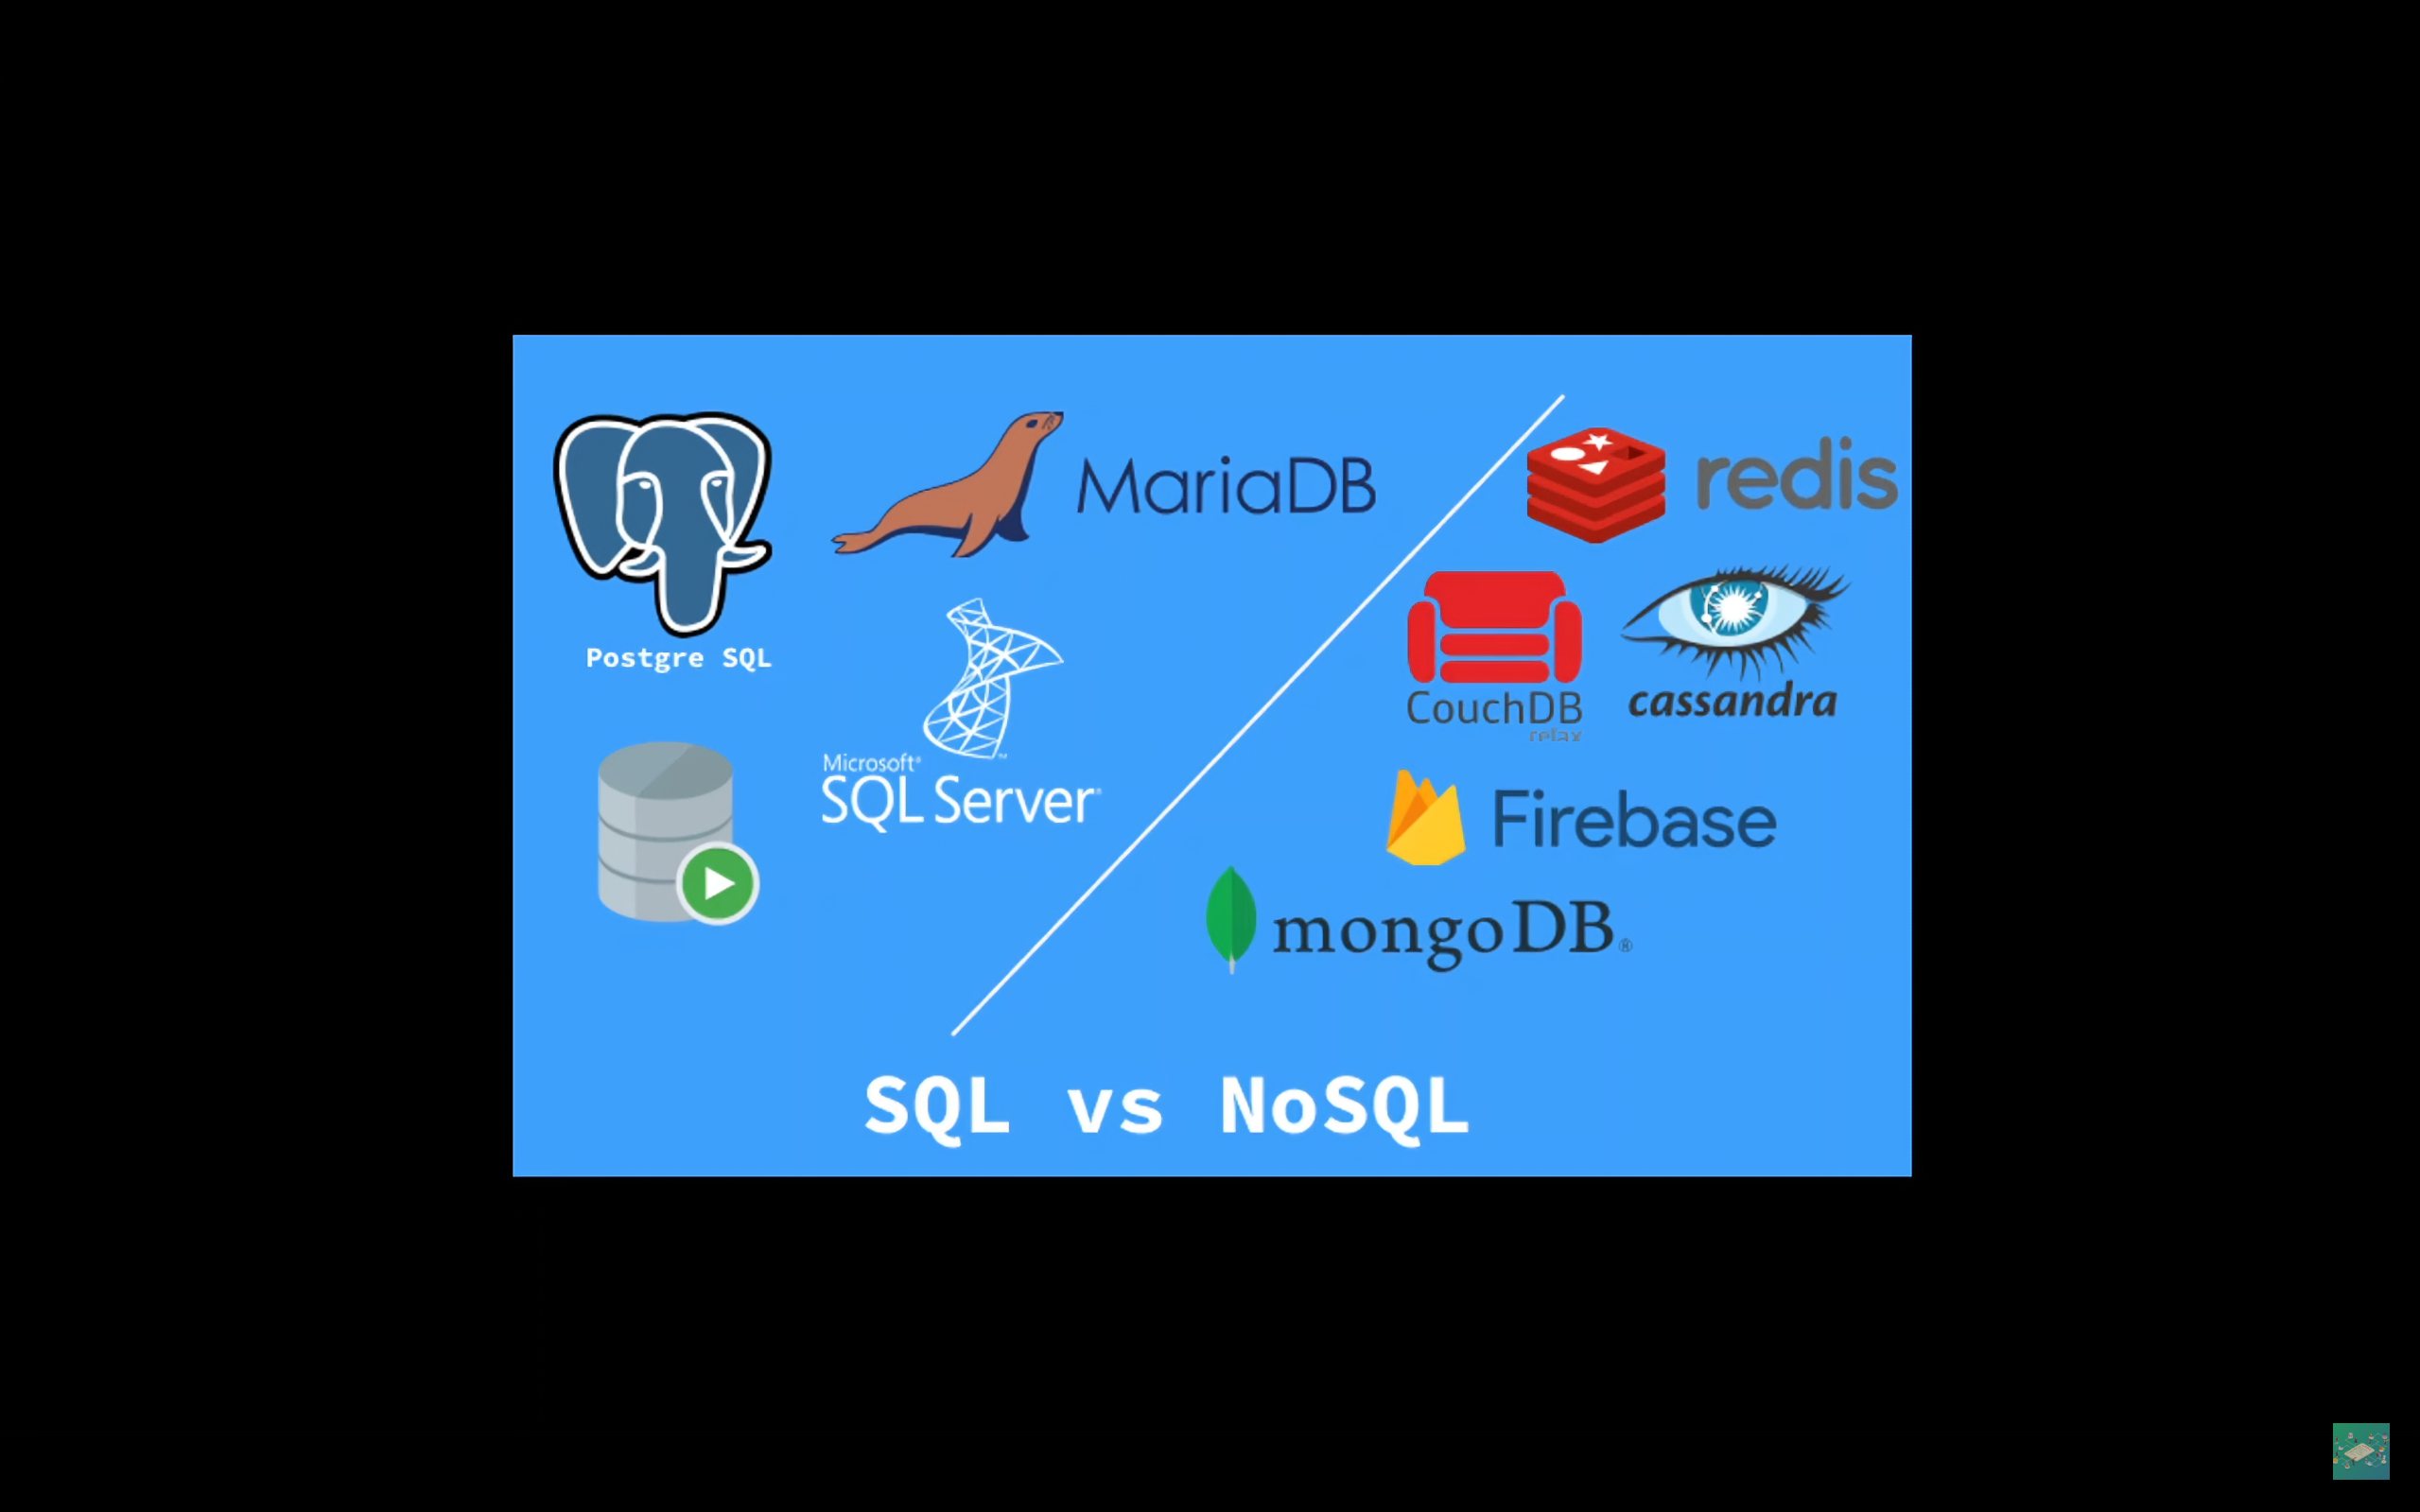 MariaDB
redis
Postgre SQL
CouchDB
relax
cassandra
Microsoft®
SQL Server®
Firebase
mongoDB®
SQL vs NoSQL